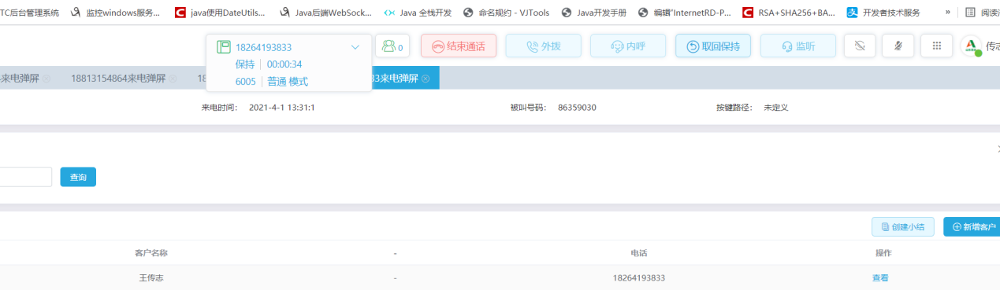 TC后台管理系统 监控windows服务... java使用DateUtils... Java后端WebSock... Java 全栈开发 命名规约 - VJTools Java开发手册 编辑"InternetRD-P... RSA+SHA256+BA... 开发者技术服务 » 阅读
18264193833 0 结束通话 外拨 内呼 取回保持 监听 传志
保持 00:00:34
6005 普通 模式
来电弹屏 18813154864来电弹屏 18 33来电弹屏
来电时间: 2021-4-1 13:31:1 被叫号码: 86359030 按键路径: 未定义
查询
创建小结 新增客户
客户名称 - 电话 操作
王传志 - 18264193833 查看